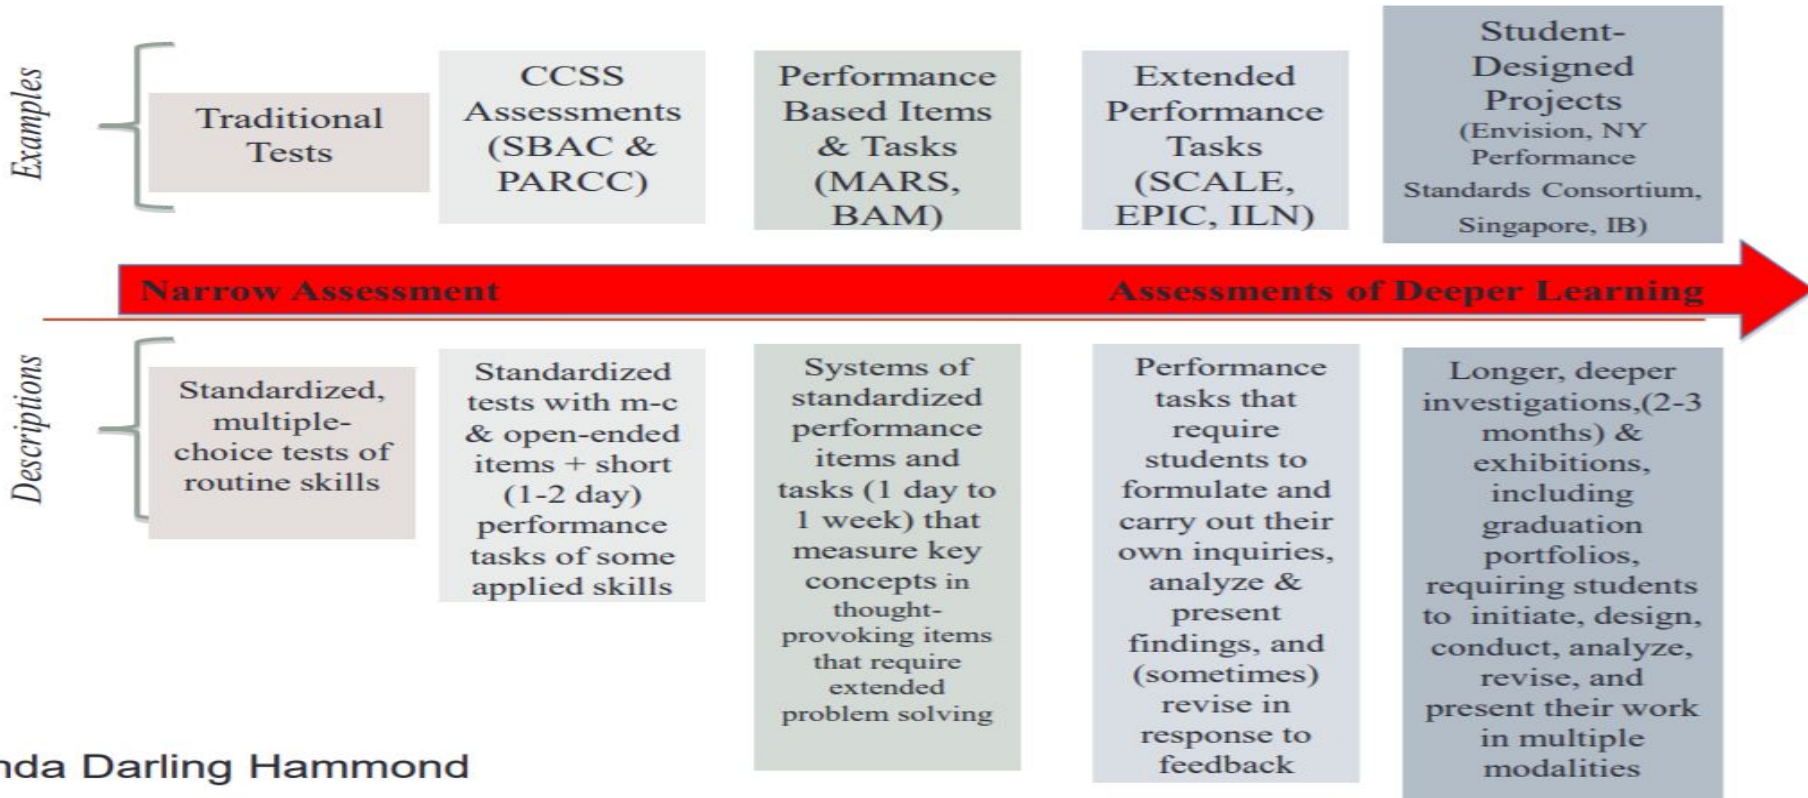 Examples
Traditional
Tests
CCSS
Assessments
(SBAC &
PARCC)
Performance
Based Items
& Tasks
(MARS,
BAM)
Extended
Performance
Tasks
(SCALE,
EPIC, ILN)
Student-
Designed
Projects
(Envision, NY
Performance
Standards Consortium,
Singapore, IB)
Narrow Assessment
Assessments of Deeper Learning
Descriptions
Standardized,
multiple-
choice tests of
routine skills
Standardized
tests with m-c
& open-ended
items + short
(1-2 day)
performance
tasks of some
applied skills
Systems of
standardized
performance
items and
tasks (1 day to
1 week) that
measure key
concepts in
thought-
provoking items
that require
extended
problem solving
Performance
tasks that
require
students to
formulate and
carry out their
own inquiries,
analyze &
present
findings, and
(sometimes)
revise in
response to
feedback
Longer, deeper
investigations,(2-3
months) &
exhibitions,
including
graduation
portfolios,
requiring students
to initiate, design,
conduct, analyze,
revise, and
present their work
in multiple
modalities
nda Darling Hammond